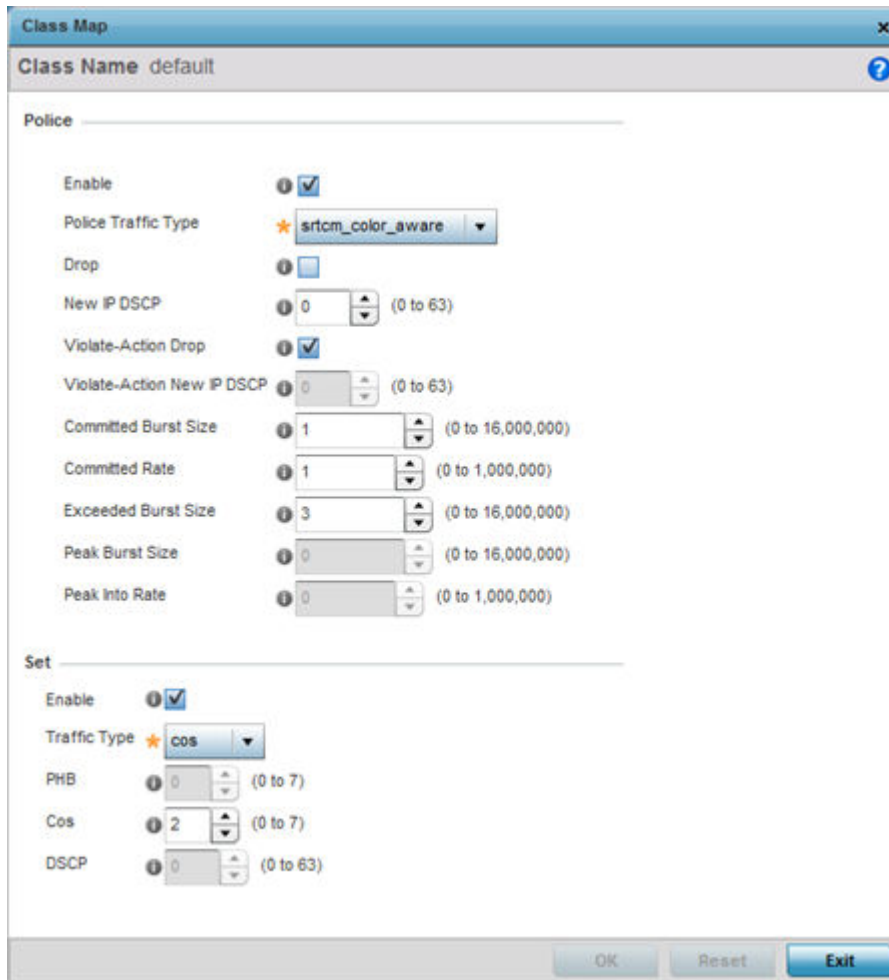 Class Map ×
Class Name default ?
Police
Enable
Police Traffic Type * srtcm_color_aware
Drop
New IP DSCP 0 (0 to 63)
Violate-Action Drop
Violate-Action New IP DSCP 0 (0 to 63)
Committed Burst Size 1 (0 to 16,000,000)
Committed Rate 1 (0 to 1,000,000)
Exceeded Burst Size 3 (0 to 16,000,000)
Peak Burst Size 0 (0 to 16,000,000)
Peak Into Rate 0 (0 to 1,000,000)
Set
Enable
Traffic Type * cos
PHB 0 (0 to 7)
Cos 2 (0 to 7)
DSCP 0 (0 to 63)
OK Reset Exit